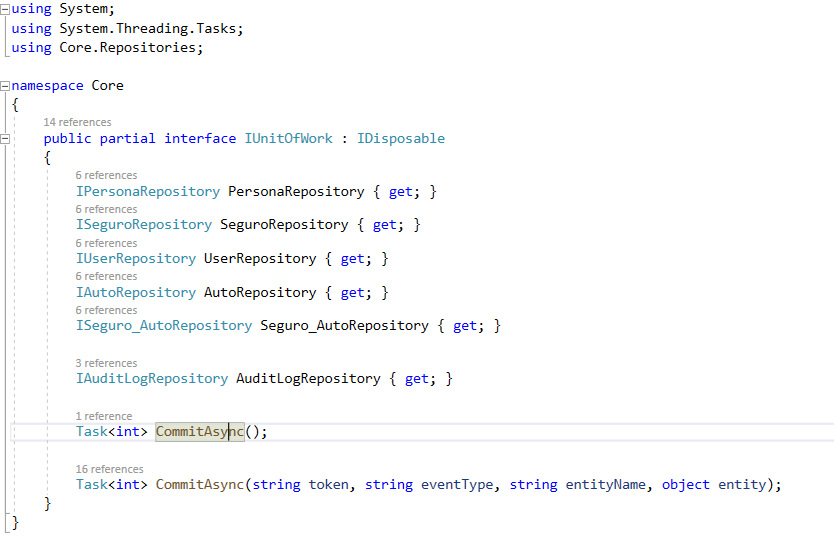 using System;
using System.Threading.Tasks;
using Core.Repositories;
namespace Core
{
14 references
public partial interface IUnitOfWork : IDisposable
{
6 references
IPersonaRepository PersonaRepository { get; }
6 references
ISeguroRepository SeguroRepository { get; }
6 references
IUserRepository UserRepository { get; }
6 references
IAutoRepository AutoRepository { get; }
6 references
ISeguro_AutoRepository Seguro_AutoRepository { get; }
3 references
IAuditLogRepository AuditLogRepository { get; }
1 reference
Task<int> CommitAsync();
16 references
Task<int> CommitAsync(string token, string eventType, string entityName, object entity);
}
}